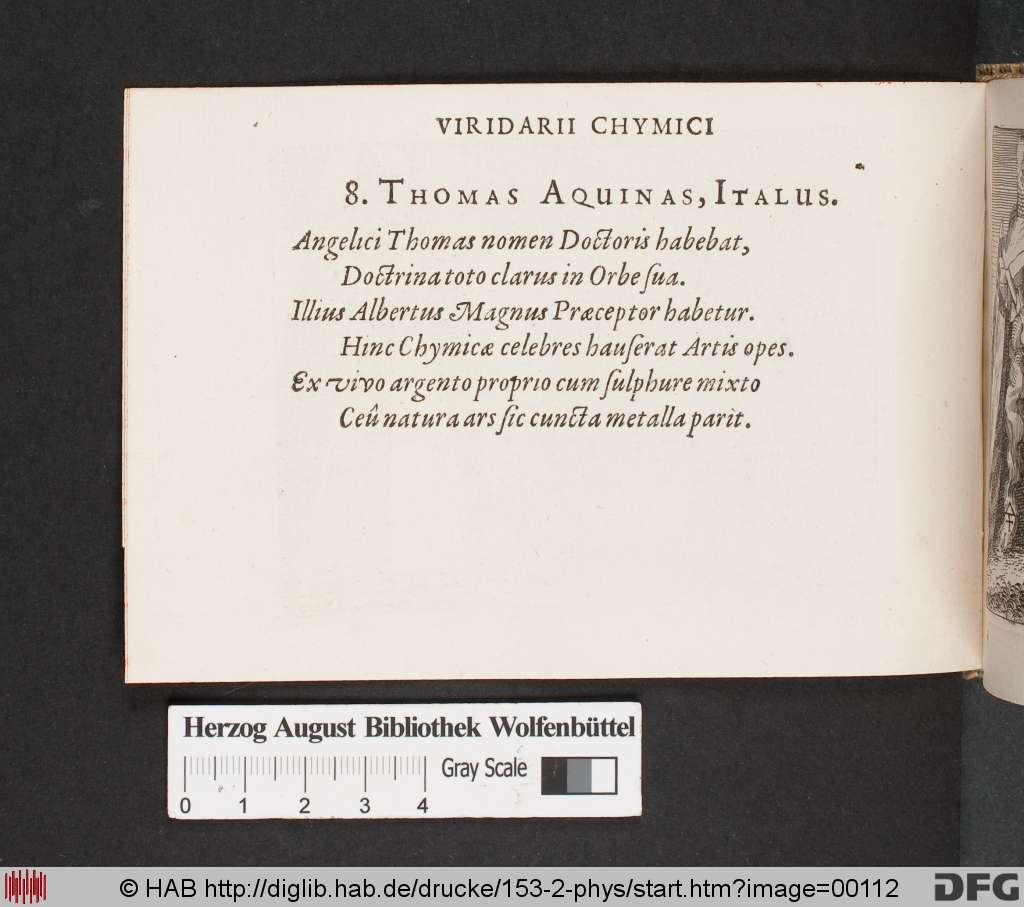 VIRIDARII CHYMICI
8. THOMAS AQUINAS, ITALUS.
Angelici Thomas nomen Doctoris habebat,
Doctrina toto clarus in Orbe ſua.
Illius Albertus Magnus Præceptor habetur.
Hinc Chymicæ celebres hauſerat Artis opes.
Ex vivo argento proprio cum ſulphure mixto
Ceû natura ars ſic cuncta metalla parit.
Herzog August Bibliothek Wolfenbüttel
Gray Scale
0 1 2 3 4
© HAB http://diglib.hab.de/drucke/153-2-phys/start.htm?image=00112
DFG